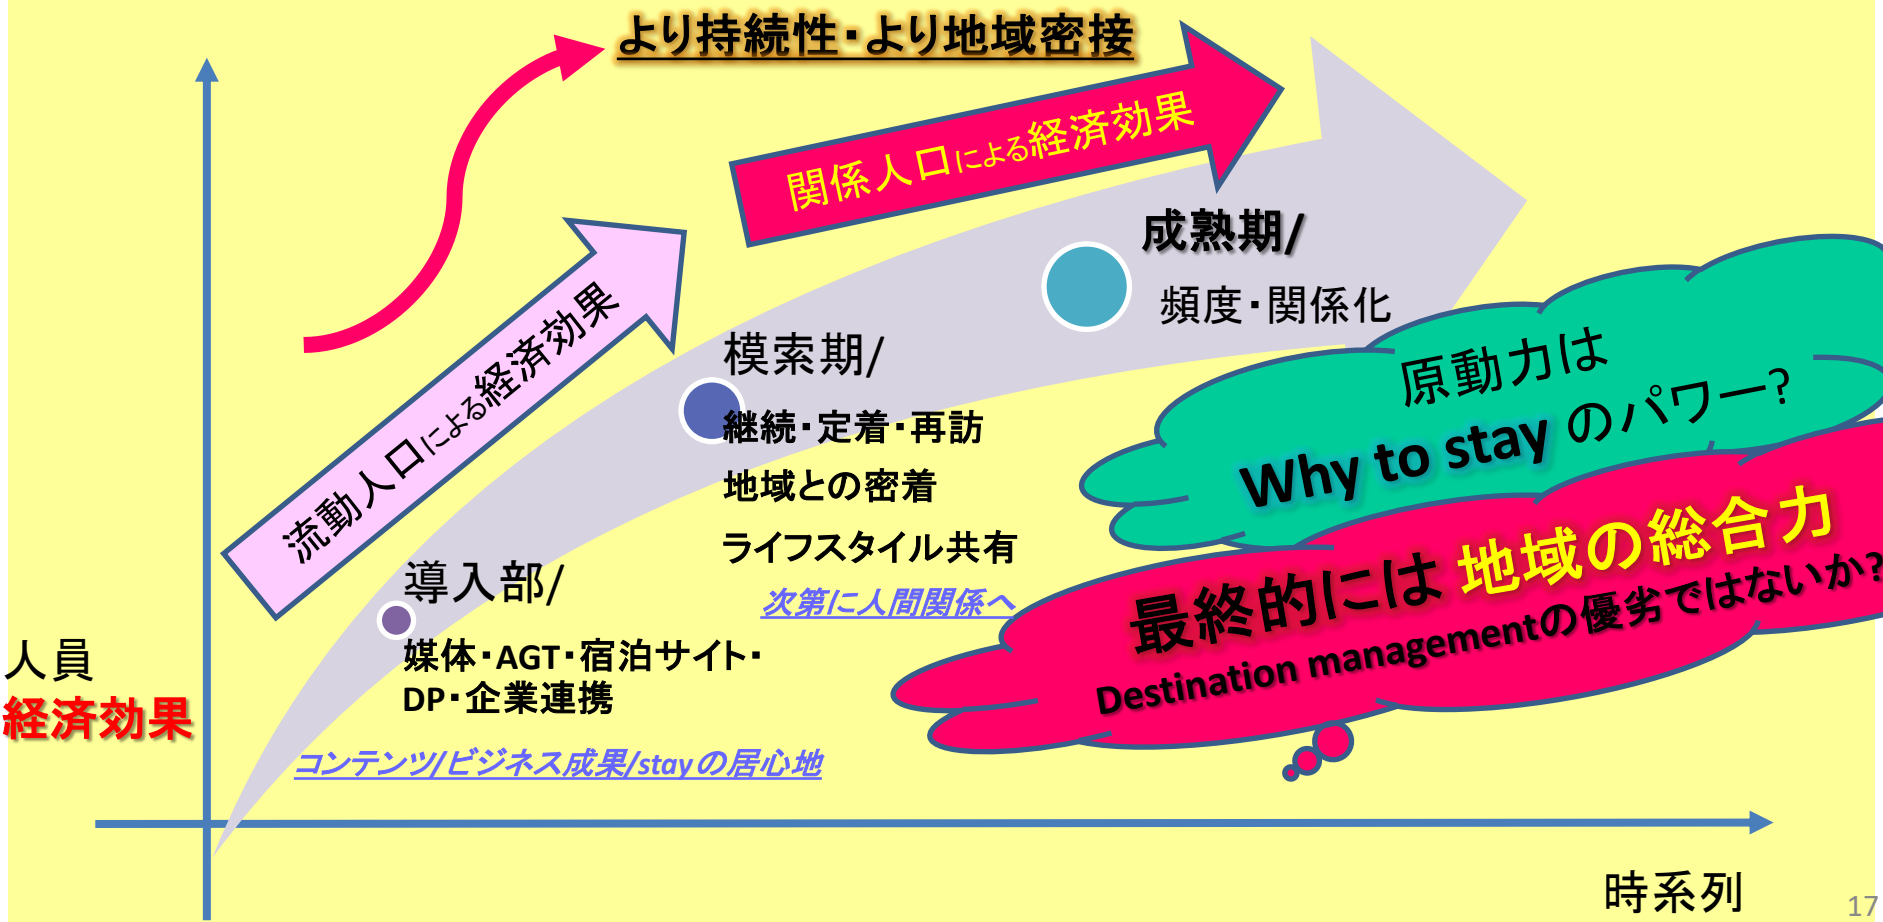 より持続性・より地域密接
関係人口による経済効果
流動人口による経済効果
成熟期/
頻度・関係化
模索期/
継続・定着・再訪
地域との密着
ライフスタイル共有
次第に人間関係へ
導入部/
媒体・AGT・宿泊サイト・
DP・企業連携
コンテンツ/ビジネス成果/stayの居心地
原動力は
Why to stay のパワー?
最終的には 地域の総合力
Destination managementの優劣ではないか?
人員
経済効果
時系列
17